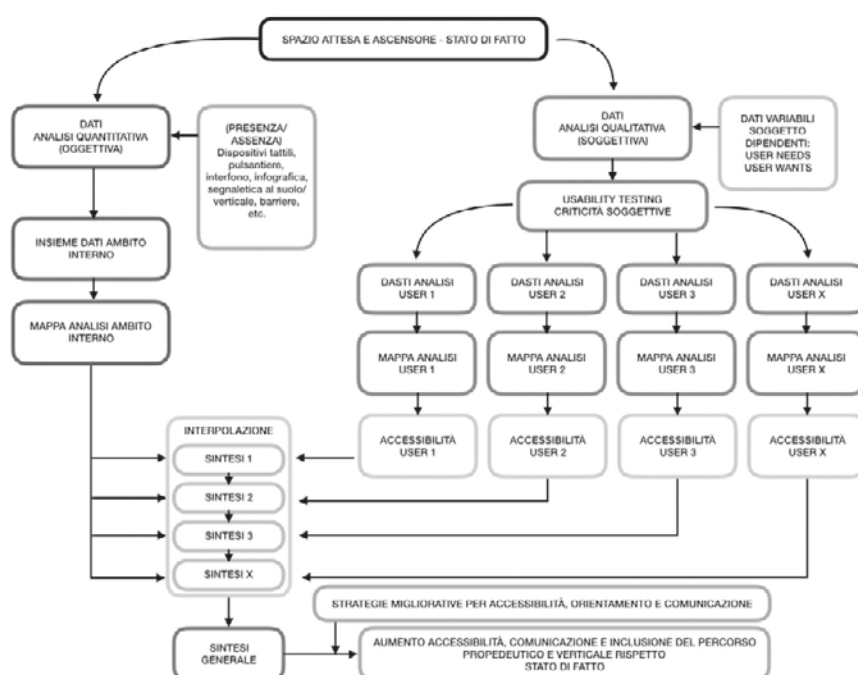 SPAZIO ATTESA E ASCENSORE - STATO DI FATTO
DATI
ANALISI QUANTITATIVA
(OGGETTIVA)
(PRESENZA/
ASSENZA)
Dispositivi tattili,
pulsantiere,
interfono, infografica,
segnaletica al suolo/
verticale, barriere,
etc.
DATI
ANALISI QUALITATIVA
(SOGGETTIVA)
DATI VARIABILI
SOGGETTO
DIPENDENTI:
USER NEEDS
USER WANTS
USABILITY TESTING
CRITICITÀ SOGGETTIVE
INSIEME DATI AMBITO
INTERNO
DASTI ANALISI
USER 1
DASTI ANALISI
USER 2
DASTI ANALISI
USER 3
DASTI ANALISI
USER X
MAPPA ANALISI AMBITO
INTERNO
MAPPA ANALISI
USER 1
MAPPA ANALISI
USER 2
MAPPA ANALISI
USER 3
MAPPA ANALISI
USER X
ACCESSIBILITÀ
USER 1
ACCESSIBILITÀ
USER 2
ACCESSIBILITÀ
USER 3
ACCESSIBILITÀ
USER X
INTERPOLAZIONE
SINTESI 1
SINTESI 2
SINTESI 3
SINTESI X
STRATEGIE MIGLIORATIVE PER ACCESSIBILITÀ, ORIENTAMENTO E COMUNICAZIONE
SINTESI
GENERALE
AUMENTO ACCESSIBILITÀ, COMUNICAZIONE E INCLUSIONE DEL PERCORSO
PROPEDEUTICO E VERTICALE RISPETTO
STATO DI FATTO